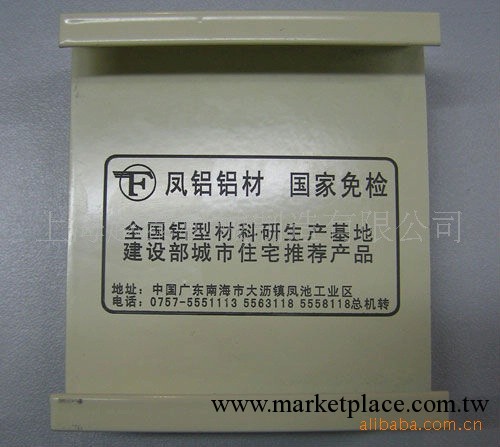 凤铝铝材 国家免检
全国铝型材科研生产基地
建设部城市住宅推荐产品
地址：中国广东南海市大沥镇凤池工业区
电话：0757-5551113 5563118 5558118总机转
www.marketplace.com.tw
alibaba.com.cn